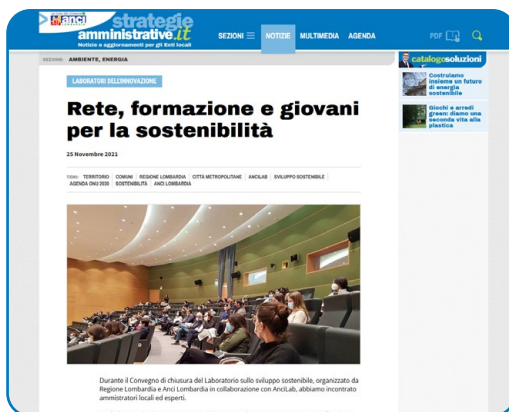 anci
LOMBARDIA
strategie
amministrative.it
Notizie e aggiornamenti per gli Enti locali
SEZIONI NOTIZIE MULTIMEDIA AGENDA PDF
SEZIONE: AMBIENTE, ENERGIA
LABORATORI DELL'INNOVAZIONE
Rete, formazione e giovani
per la sostenibilità
25 Novembre 2021
TERRITORIO COMUNI REGIONE LOMBARDIA CITTÀ METROPOLITANE ANCILAB SVILUPPO SOSTENIBILE
AGENDA ONU 2030 SOSTENIBILITÀ ANCI LOMBARDIA
Durante il Convegno di chiusura del Laboratorio sullo sviluppo sostenibile, organizzato da
Regione Lombardia e Anci Lombardia in collaborazione con AnciLab, abbiamo incontrato
amministratori locali ed esperti.
catalogosoluzioni
Costruiamo
insieme un futuro
di energia
sostenibile
Giochi e arredi
green: diamo una
seconda vita alla
plastica